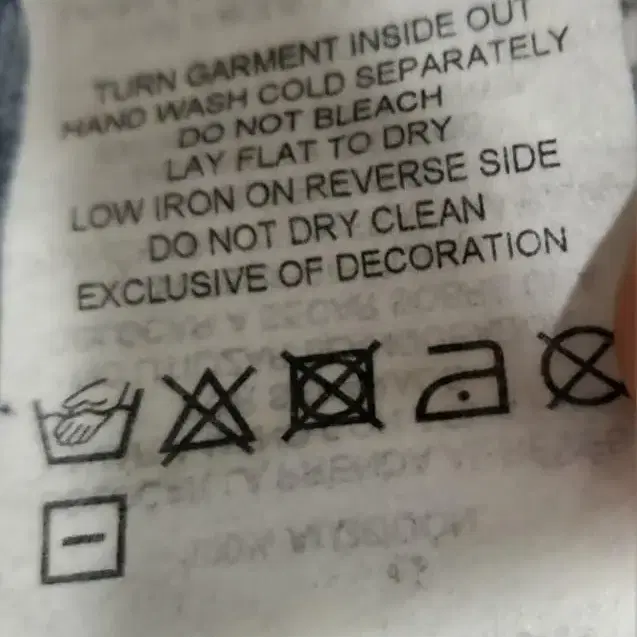 TURN GARMENT INSIDE OUT
HAND WASH COLD SEPARATELY
DO NOT BLEACH
LAY FLAT TO DRY
LOW IRON ON REVERSE SIDE
DO NOT DRY CLEAN
EXCLUSIVE OF DECORATION